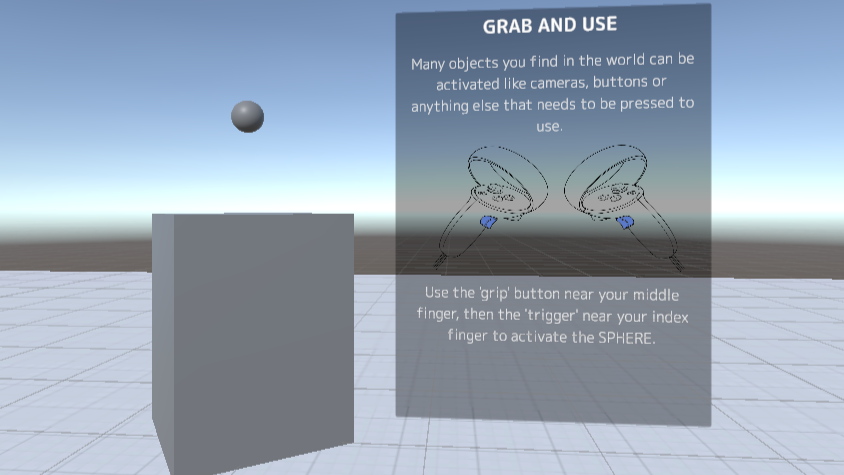 GRAB AND USE
Many objects you find in the world can be
activated like cameras, buttons or
anything else that needs to be pressed to
use.
Use the 'grip' button near your middle
finger, then the 'trigger' near your index
finger to activate the SPHERE.